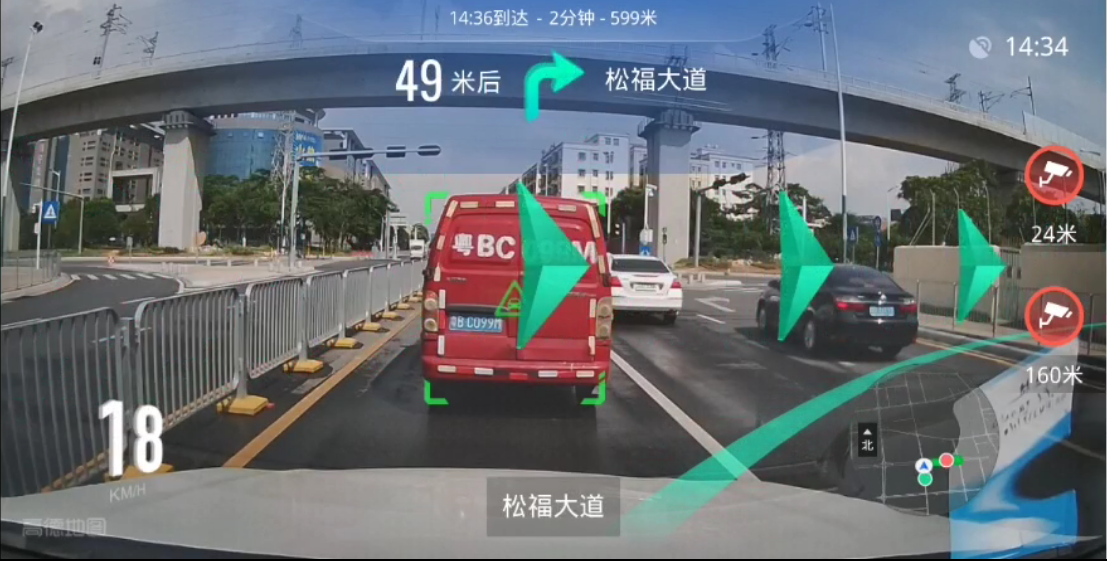 14:36到达 - 2分钟 - 599米
14:34
49 米后
松福大道
24米
160米
粤BC 099M
粤B C099M
北
18
KM/H
松福大道
高德地图